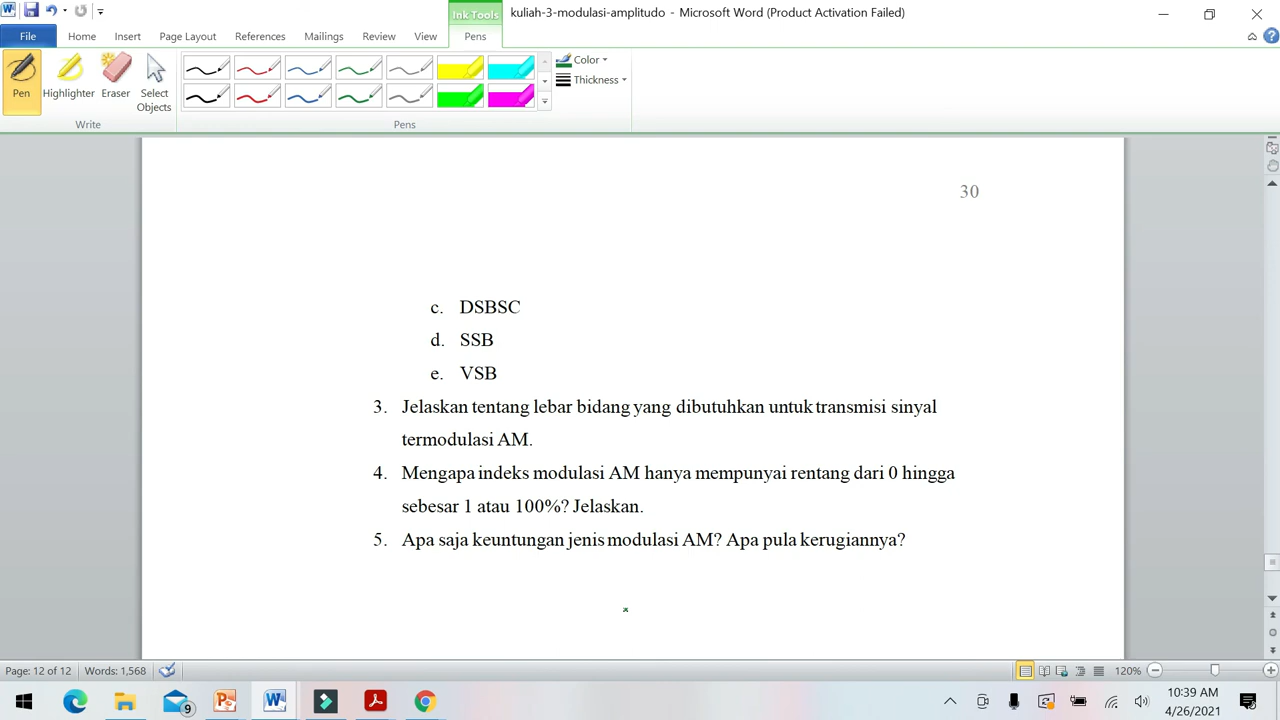 Ink Tools
kuliah-3-modulasi-amplitudo - Microsoft Word (Product Activation Failed)
File Home Insert Page Layout References Mailings Review View Pens
Color
Thickness
Pen Highlighter Eraser Select Objects
Write
Pens
30
c. DSBSC
d. SSB
e. VSB
3. Jelaskan tentang lebar bidang yang dibutuhkan untuk transmisi sinyal
termodulasi AM.
4. Mengapa indeks modulasi AM hanya mempunyai rentang dari 0 hingga
sebesar 1 atau 100%? Jelaskan.
5. Apa saja keuntungan jenis modulasi AM? Apa pula kerugiannya?
Page: 12 of 12 Words: 1,568 120%
9
10:39 AM
4/26/2021